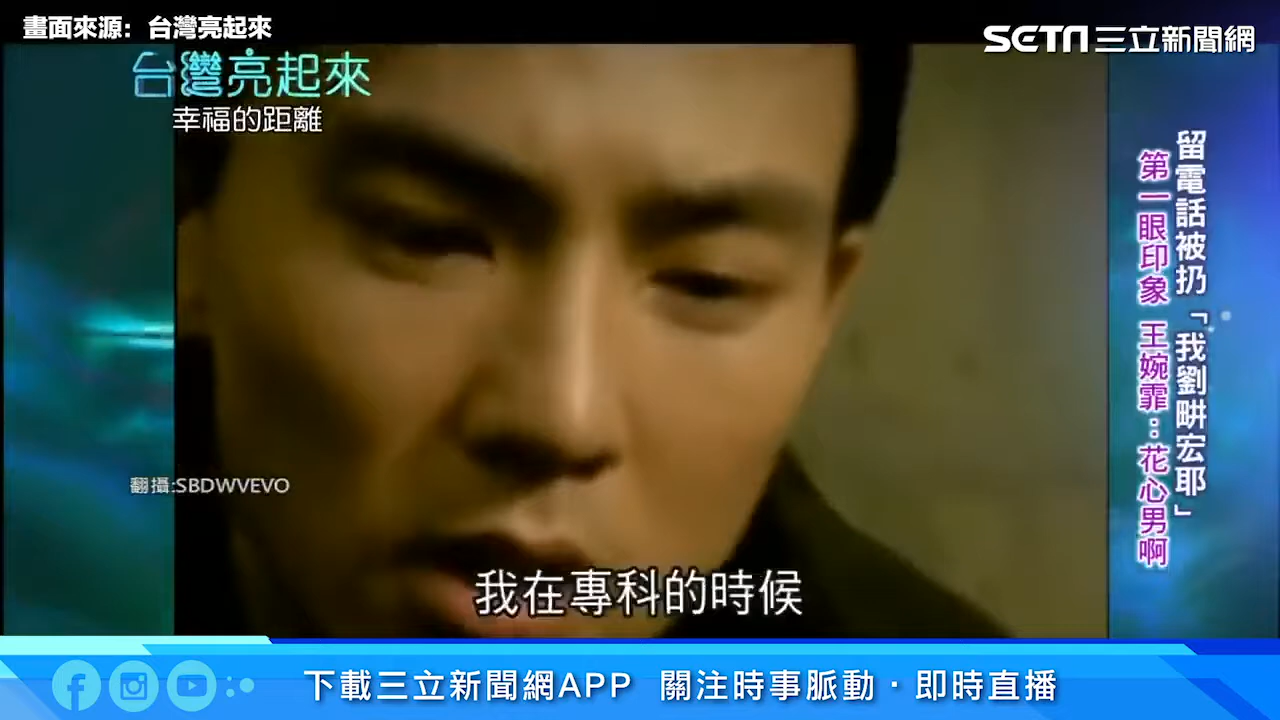 畫面來源: 台灣亮起來
SETN三立新聞網
台灣亮起來
幸福的距離
留電話被扔「我劉畊宏耶」
第一眼印象 王婉霏：花心男啊
翻攝:SBDWVEVO
我在專科的時候
下載三立新聞網APP 關注時事脈動・即時直播